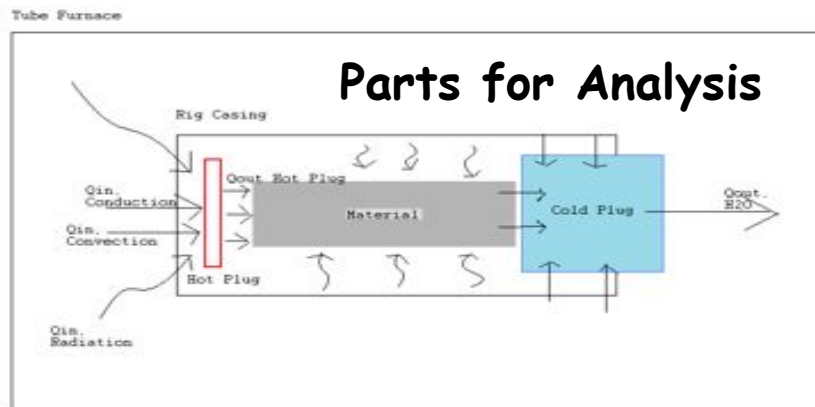 Tube Furnace
Parts for Analysis
Rig Casing
Qout Hot Plug
Qin.
Conduction
Qin.
Convection
Material
Cold Plug
Qout.
H2O
Hot Plug
Qin.
Radiation